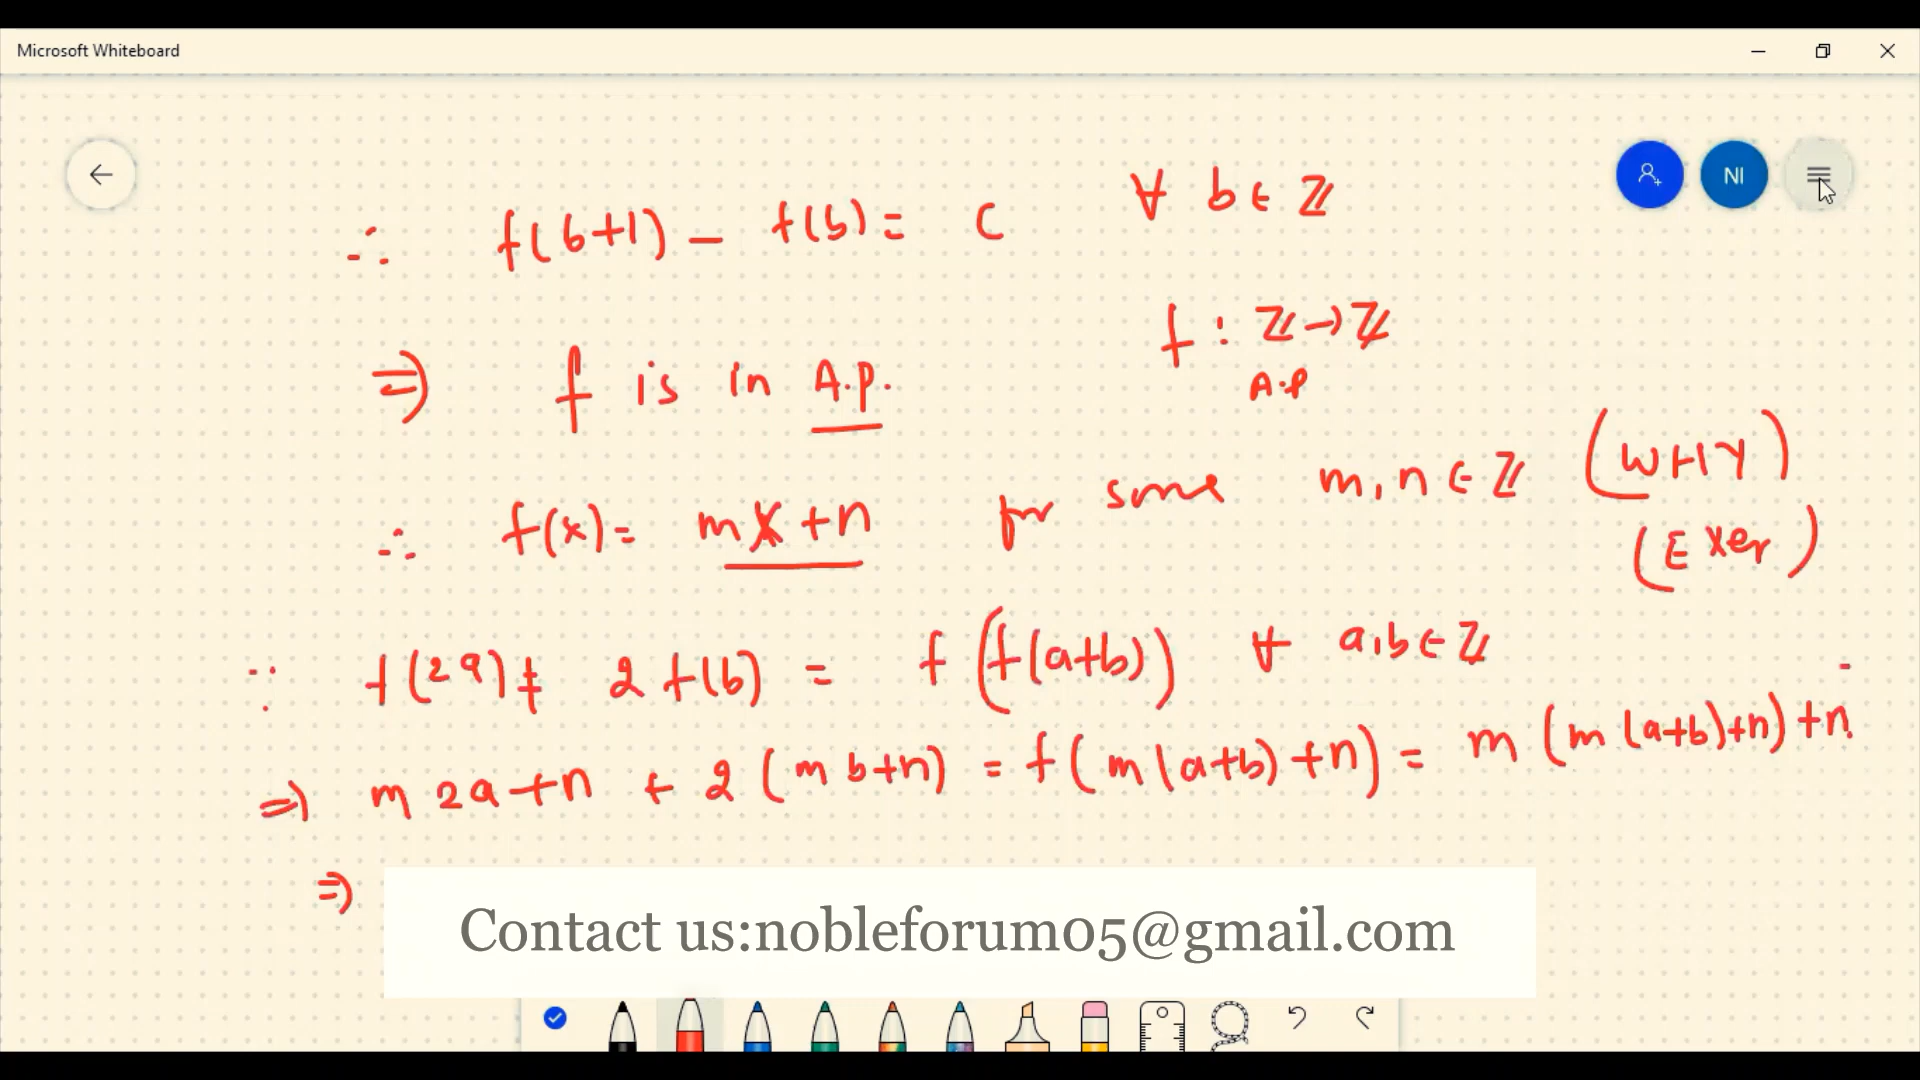 Microsoft Whiteboard
NI
∴ f(b+1) - f(b) = C ∀ b ∈ ℤ
f : ℤ → ℤ
⇒ f is in A.P.
A.P
∴ f(x) = mx + n for some m, n ∈ ℤ (WHY)
(Exer)
∵ f(2a) + 2 f(b) = f(f(a+b)) ∀ a, b ∈ ℤ
⇒ m 2a + n + 2 (m b + n) = f(m(a+b) + n) = m (m (a+b) + n) + n.
⇒
Contact us:nobleforum05@gmail.com